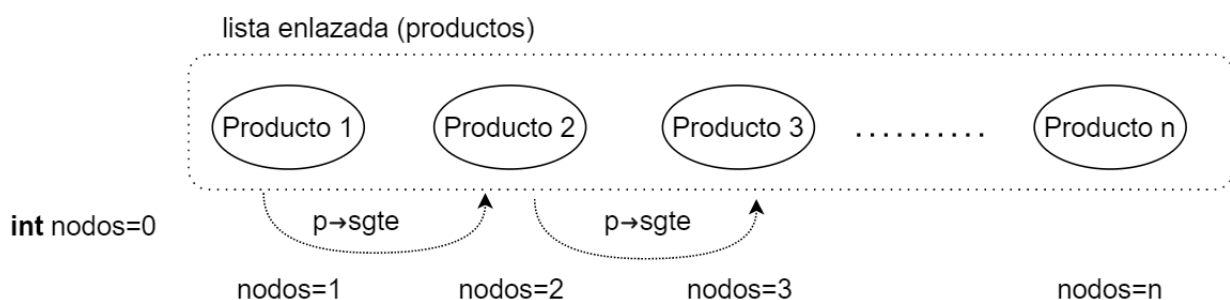 lista enlazada (productos)
Producto 1 Producto 2 Producto 3 .......... Producto n
int nodos=0 p→sgte p→sgte
nodos=1 nodos=2 nodos=3 nodos=n